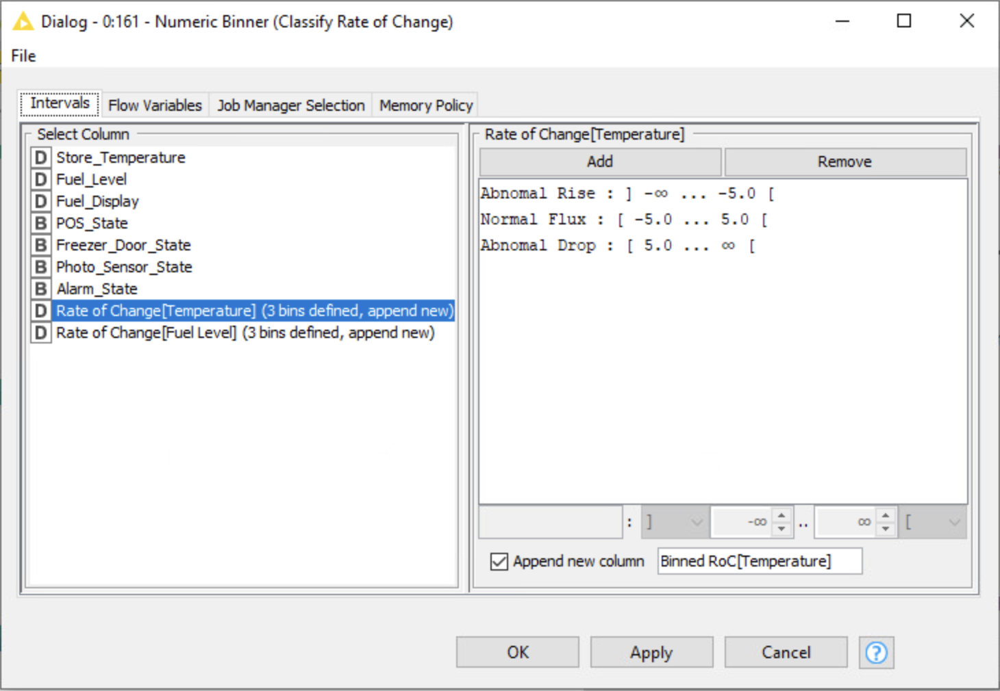 Dialog - 0:161 - Numeric Binner (Classify Rate of Change)
File
Intervals Flow Variables Job Manager Selection Memory Policy
Select Column
D Store_Temperature
D Fuel_Level
D Fuel_Display
B POS_State
B Freezer_Door_State
B Photo_Sensor_State
B Alarm_State
D Rate of Change[Temperature] (3 bins defined, append new)
D Rate of Change[Fuel Level] (3 bins defined, append new)
Rate of Change[Temperature]
Add Remove
Abnomal Rise : ] -∞ ... -5.0 [
Normal Flux : [ -5.0 ... 5.0 [
Abnomal Drop : [ 5.0 ... ∞ [
: ] -∞ .. ∞ [
Append new column Binned RoC[Temperature]
OK Apply Cancel ?